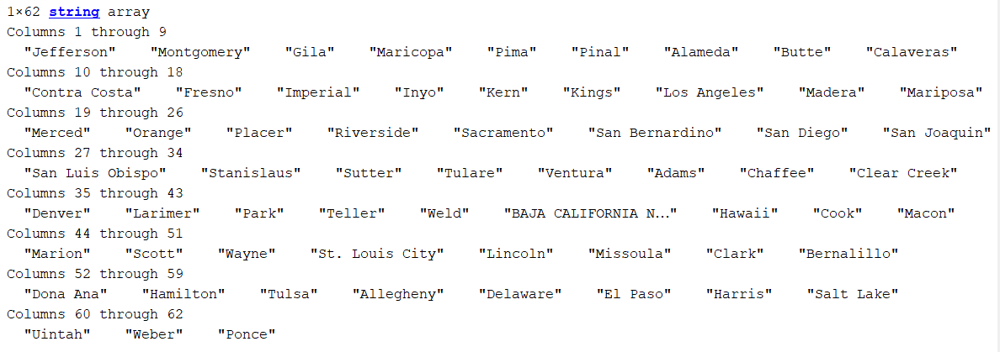 1×62 string array
Columns 1 through 9
"Jefferson" "Montgomery" "Gila" "Maricopa" "Pima" "Pinal" "Alameda" "Butte" "Calaveras"
Columns 10 through 18
"Contra Costa" "Fresno" "Imperial" "Inyo" "Kern" "Kings" "Los Angeles" "Madera" "Mariposa"
Columns 19 through 26
"Merced" "Orange" "Placer" "Riverside" "Sacramento" "San Bernardino" "San Diego" "San Joaquin"
Columns 27 through 34
"San Luis Obispo" "Stanislaus" "Sutter" "Tulare" "Ventura" "Adams" "Chaffee" "Clear Creek"
Columns 35 through 43
"Denver" "Larimer" "Park" "Teller" "Weld" "BAJA CALIFORNIA N…" "Hawaii" "Cook" "Macon"
Columns 44 through 51
"Marion" "Scott" "Wayne" "St. Louis City" "Lincoln" "Missoula" "Clark" "Bernalillo"
Columns 52 through 59
"Dona Ana" "Hamilton" "Tulsa" "Allegheny" "Delaware" "El Paso" "Harris" "Salt Lake"
Columns 60 through 62
"Uintah" "Weber" "Ponce"